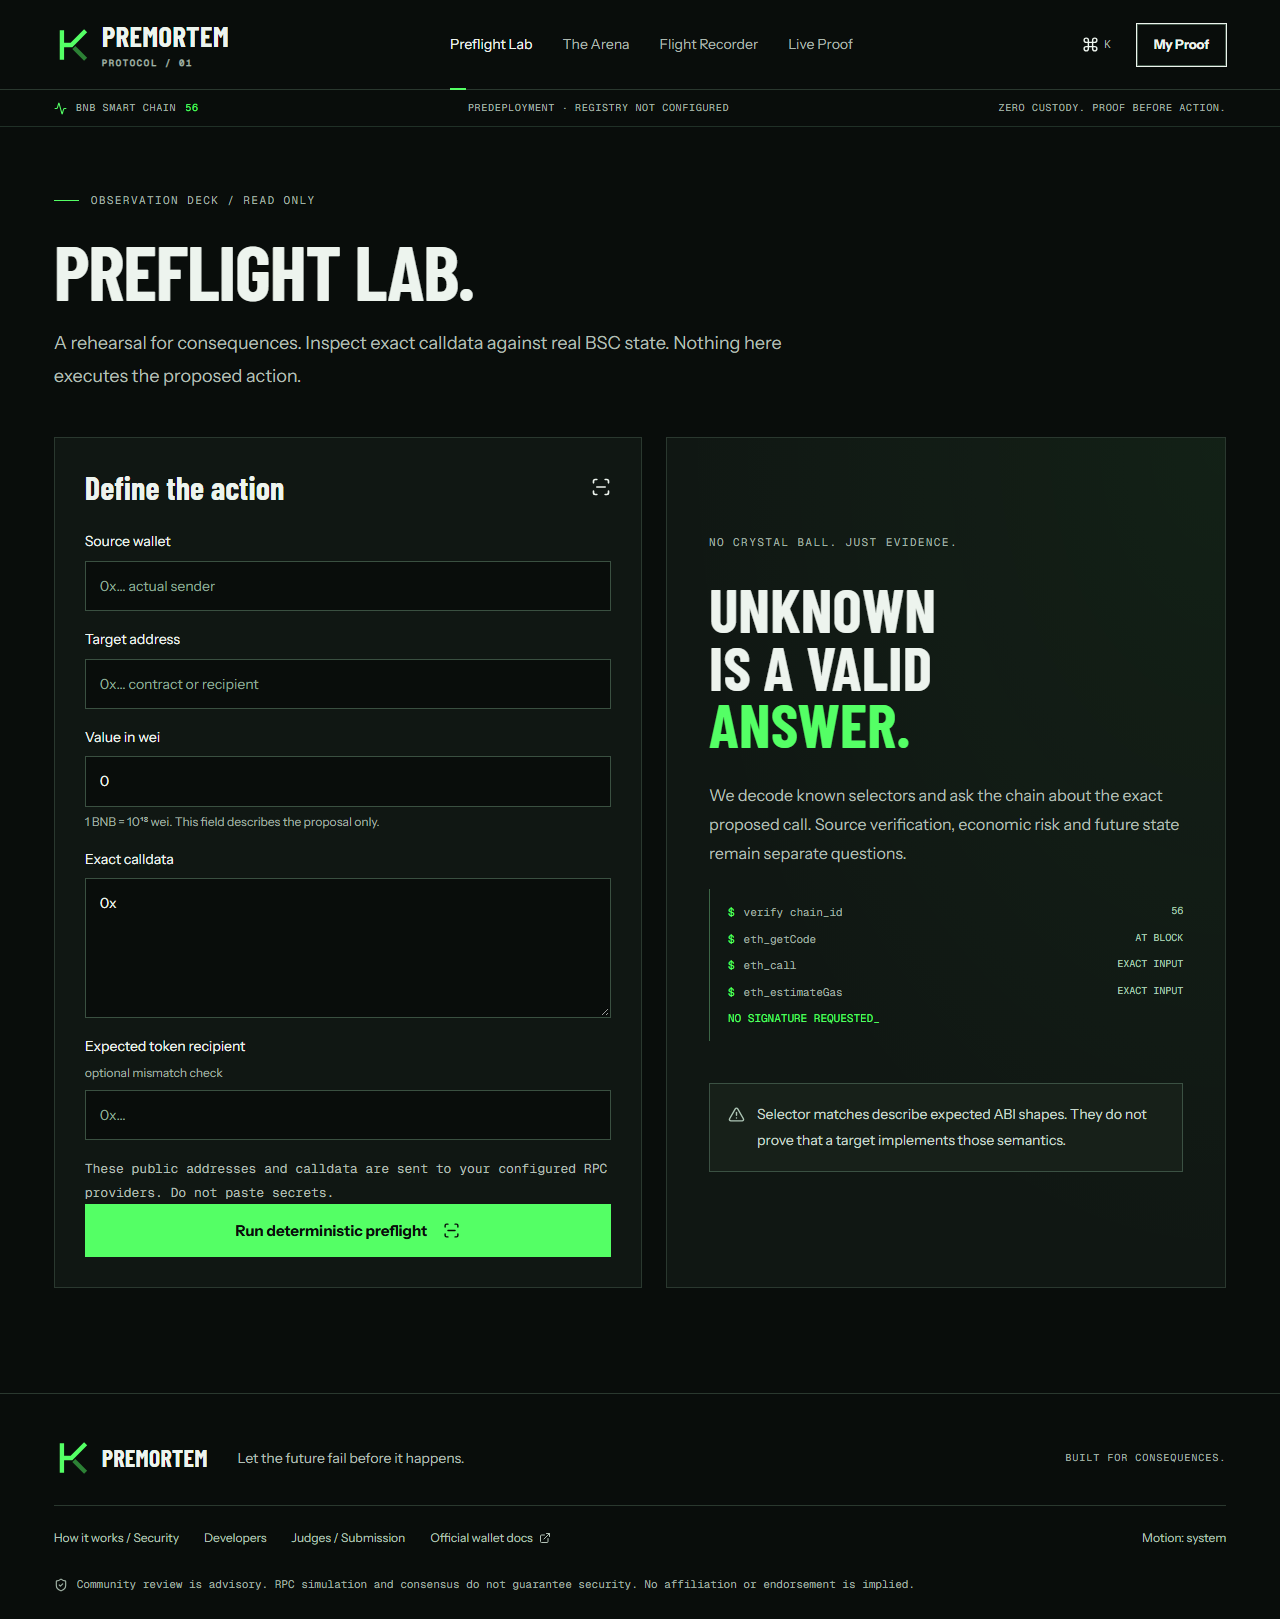 PREMORTEM
PROTOCOL / 01
Preflight Lab
The Arena
Flight Recorder
Live Proof
⌘ K
My Proof
BNB SMART CHAIN 56
PREDEPLOYMENT · REGISTRY NOT CONFIGURED
ZERO CUSTODY. PROOF BEFORE ACTION.
OBSERVATION DECK / READ ONLY
PREFLIGHT LAB.
A rehearsal for consequences. Inspect exact calldata against real BSC state. Nothing here
executes the proposed action.
Define the action
Source wallet
0x... actual sender
Target address
0x... contract or recipient
Value in wei
0
1 BNB = 10¹⁸ wei. This field describes the proposal only.
Exact calldata
0x
Expected token recipient
optional mismatch check
0x...
These public addresses and calldata are sent to your configured RPC
providers. Do not paste secrets.
Run deterministic preflight
NO CRYSTAL BALL. JUST EVIDENCE.
UNKNOWN
IS A VALID
ANSWER.
We decode known selectors and ask the chain about the exact
proposed call. Source verification, economic risk and future state
remain separate questions.
$ verify chain_id 56
$ eth_getCode AT BLOCK
$ eth_call EXACT INPUT
$ eth_estimateGas EXACT INPUT
NO SIGNATURE REQUESTED_
Selector matches describe expected ABI shapes. They do not
prove that a target implements those semantics.
PREMORTEM
Let the future fail before it happens.
BUILT FOR CONSEQUENCES.
How it works / Security
Developers
Judges / Submission
Official wallet docs
Motion: system
Community review is advisory. RPC simulation and consensus do not guarantee security. No affiliation or endorsement is implied.